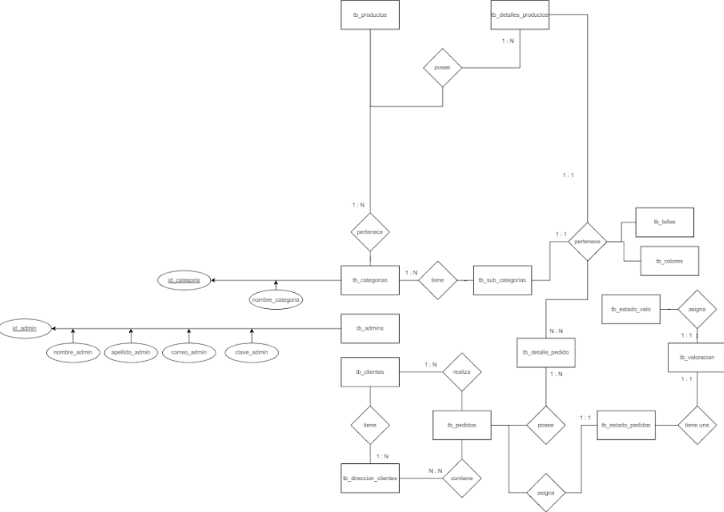 tb_productos
tb_detalles_productos
1 : N
posee
1 : 1
1 : N
tb_telles
pertenece
1 : 1
pertenece
tb_colores
id_categoria
tb_categorias
1 : N
tiene
tb_sub_categorias
nombre_categoria
tb_estado_valo
asigna
id_admin
tb_admins
N : N
1 : 1
nombre_admin
apellido_admin
correo_admin
clave_admin
tb_detalle_pedido
tb_valoracion
tb_clientes
1 : N
realiza
1 : N
1 : 1
tiene
tb_pedidos
posee
1 : 1
tb_estado_pedidos
tiene una
1 : N
N : N
tb_direccion_clientes
contiene
asigna